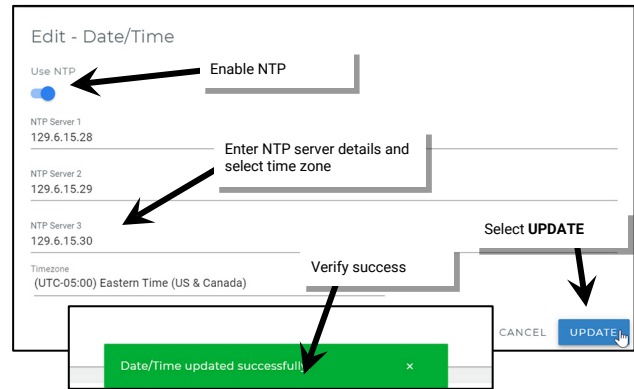 Edit - Date/Time
Use NTP
Enable NTP
NTP Server 1
129.6.15.28
Enter NTP server details and
select time zone
NTP Server 2
129.6.15.29
NTP Server 3
129.6.15.30
Select UPDATE
Timezone
(UTC-05:00) Eastern Time (US & Canada)
Verify success
CANCEL UPDATE
Date/Time updated successfully ×